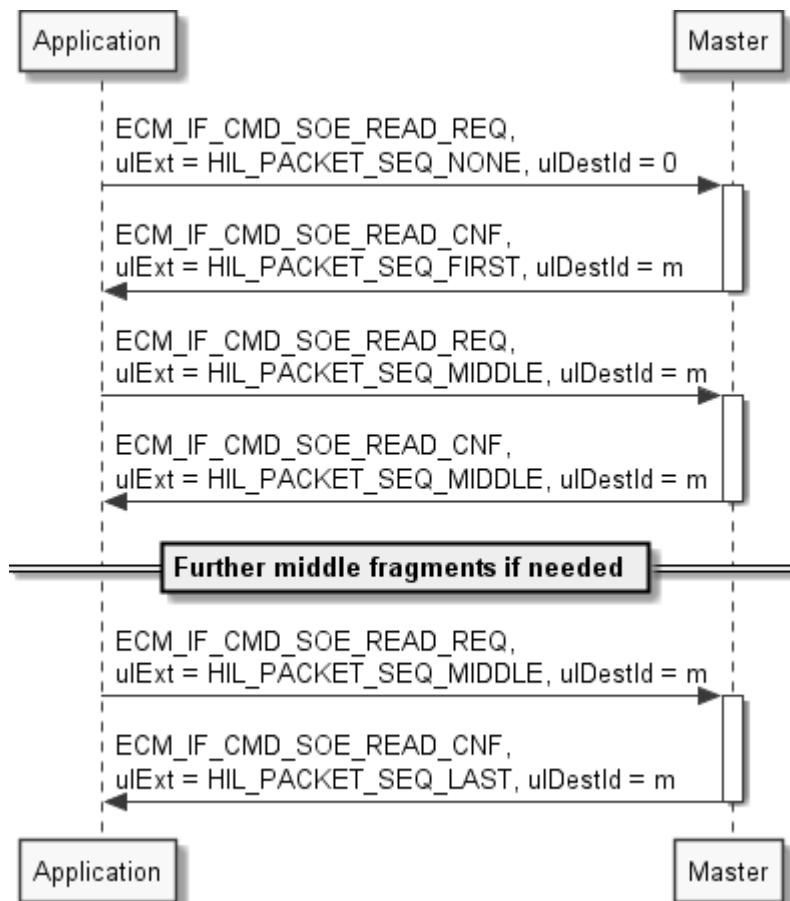 Application Master
ECM_IF_CMD_SOE_READ_REQ,
ulExt = HIL_PACKET_SEQ_NONE, ulDestId = 0
ECM_IF_CMD_SOE_READ_CNF,
ulExt = HIL_PACKET_SEQ_FIRST, ulDestId = m
ECM_IF_CMD_SOE_READ_REQ,
ulExt = HIL_PACKET_SEQ_MIDDLE, ulDestId = m
ECM_IF_CMD_SOE_READ_CNF,
ulExt = HIL_PACKET_SEQ_MIDDLE, ulDestId = m
Further middle fragments if needed
ECM_IF_CMD_SOE_READ_REQ,
ulExt = HIL_PACKET_SEQ_MIDDLE, ulDestId = m
ECM_IF_CMD_SOE_READ_CNF,
ulExt = HIL_PACKET_SEQ_LAST, ulDestId = m
Application Master